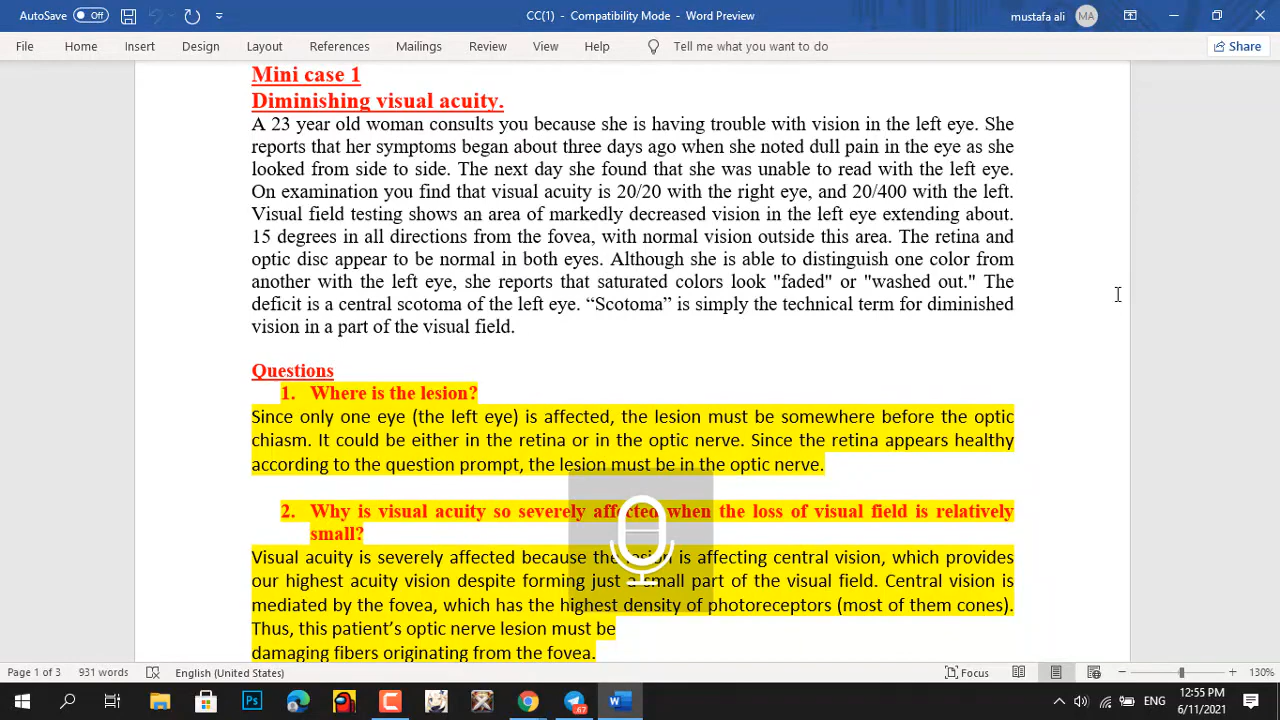 AutoSave Off CC(1) - Compatibility Mode - Word Preview mustafa ali MA
File Home Insert Design Layout References Mailings Review View Help Tell me what you want to do Share
Mini case 1
Diminishing visual acuity.
A 23 year old woman consults you because she is having trouble with vision in the left eye. She
reports that her symptoms began about three days ago when she noted dull pain in the eye as she
looked from side to side. The next day she found that she was unable to read with the left eye.
On examination you find that visual acuity is 20/20 with the right eye, and 20/400 with the left.
Visual field testing shows an area of markedly decreased vision in the left eye extending about.
15 degrees in all directions from the fovea, with normal vision outside this area. The retina and
optic disc appear to be normal in both eyes. Although she is able to distinguish one color from
another with the left eye, she reports that saturated colors look "faded" or "washed out." The
deficit is a central scotoma of the left eye. “Scotoma” is simply the technical term for diminished
vision in a part of the visual field.
Questions
1. Where is the lesion?
Since only one eye (the left eye) is affected, the lesion must be somewhere before the optic
chiasm. It could be either in the retina or in the optic nerve. Since the retina appears healthy
according to the question prompt, the lesion must be in the optic nerve.
2. Why is visual acuity so severely affected when the loss of visual field is relatively
small?
Visual acuity is severely affected because the lesion is affecting central vision, which provides
our highest acuity vision despite forming just a small part of the visual field. Central vision is
mediated by the fovea, which has the highest density of photoreceptors (most of them cones).
Thus, this patient’s optic nerve lesion must be
damaging fibers originating from the fovea.
Page 1 of 3 931 words English (United States) Focus 130%
Ps .67 ENG 12:55 PM
6/11/2021